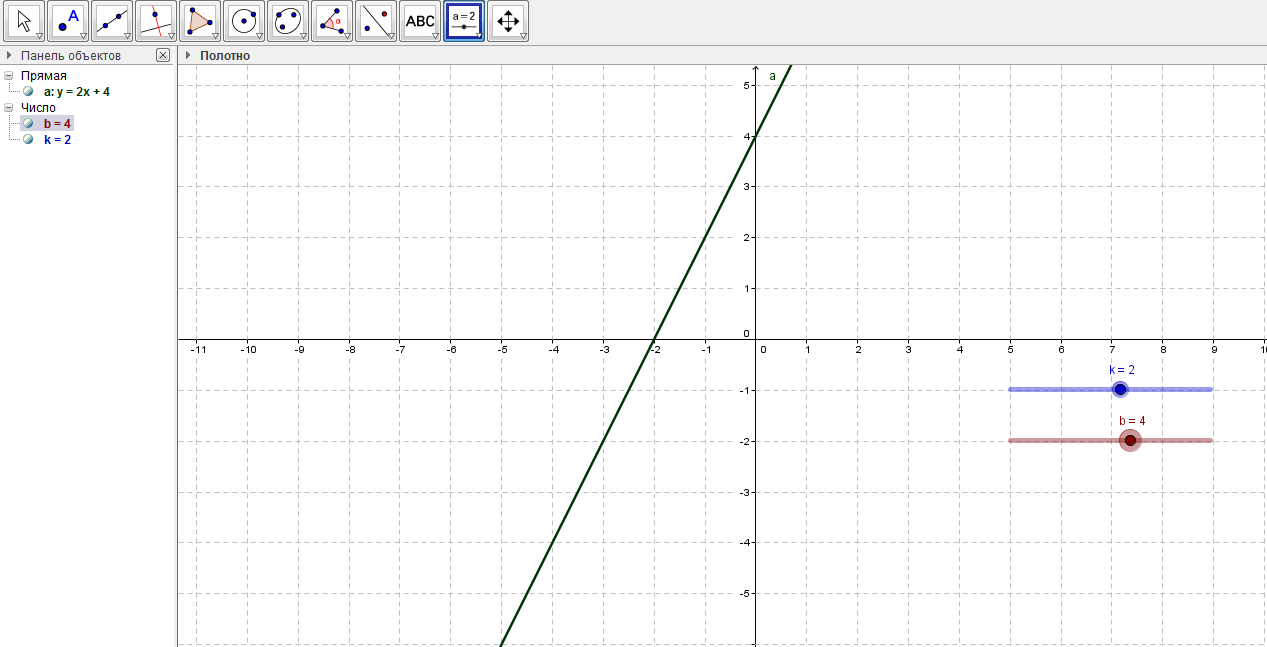 A α ABC a = 2
Панель объектов
Полотно
Прямая
a: y = 2x + 4
Число
b = 4
k = 2
a
5
4
3
2
1
0
-11 -10 -9 -8 -7 -6 -5 -4 -3 -2 -1 0 1 2 3 4 5 6 7 8 9 10
k = 2
-1
b = 4
-2
-3
-4
-5